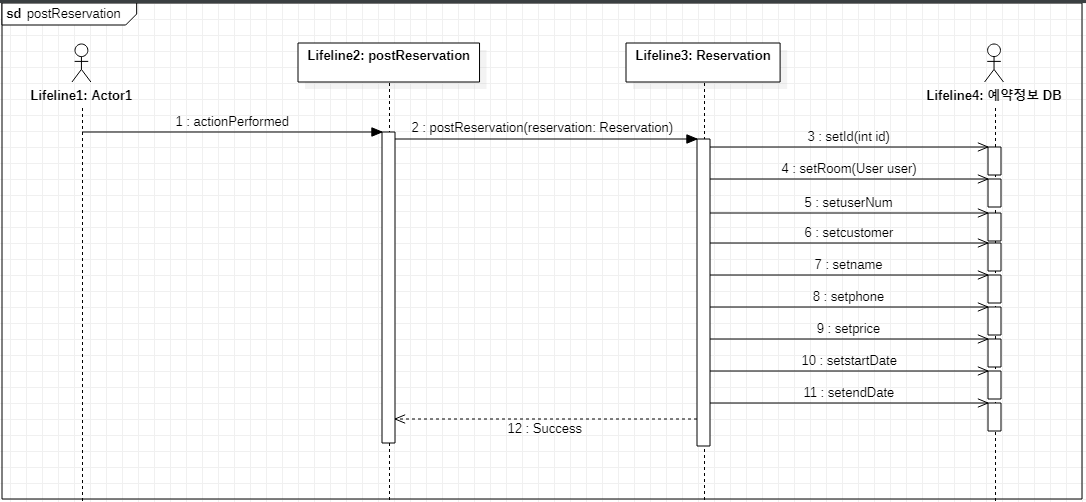 sd postReservation
Lifeline1: Actor1
Lifeline2: postReservation
Lifeline3: Reservation
Lifeline4: 예약정보 DB
1 : actionPerformed
2 : postReservation(reservation: Reservation)
3 : setId(int id)
4 : setRoom(User user)
5 : setuserNum
6 : setcustomer
7 : setname
8 : setphone
9 : setprice
10 : setstartDate
11 : setendDate
12 : Success